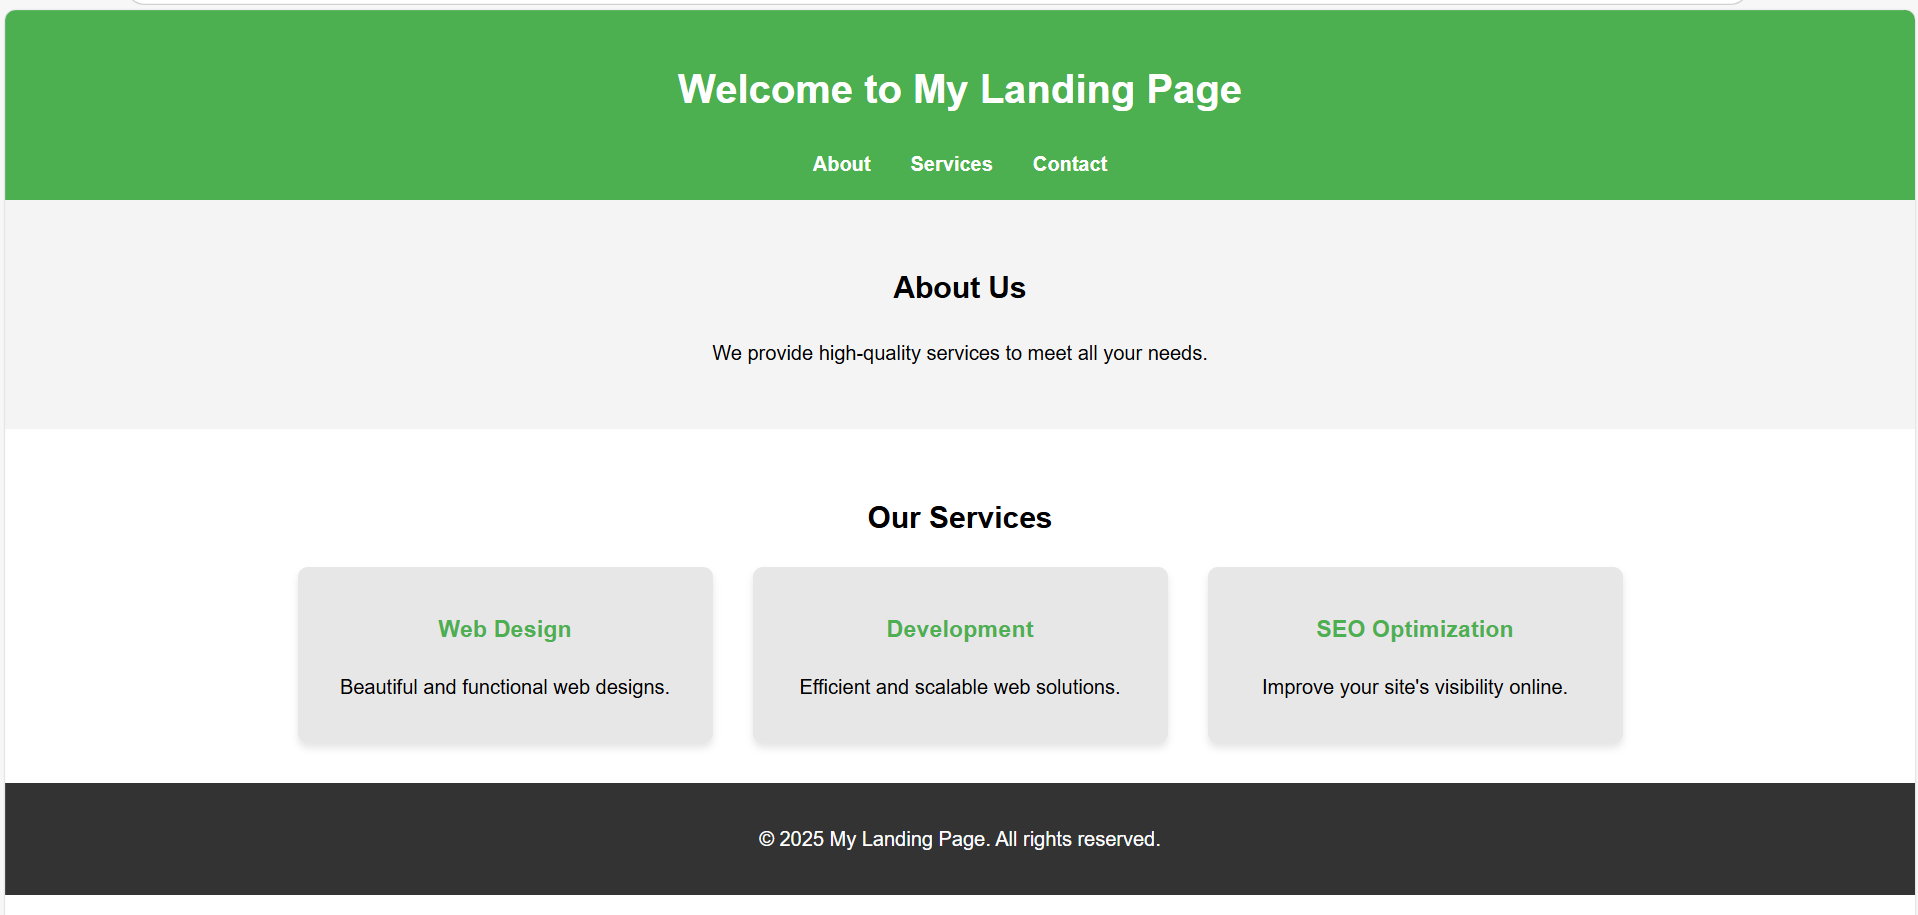 Welcome to My Landing Page
About Services Contact
About Us
We provide high-quality services to meet all your needs.
Our Services
Web Design
Beautiful and functional web designs.
Development
Efficient and scalable web solutions.
SEO Optimization
Improve your site's visibility online.
© 2025 My Landing Page. All rights reserved.